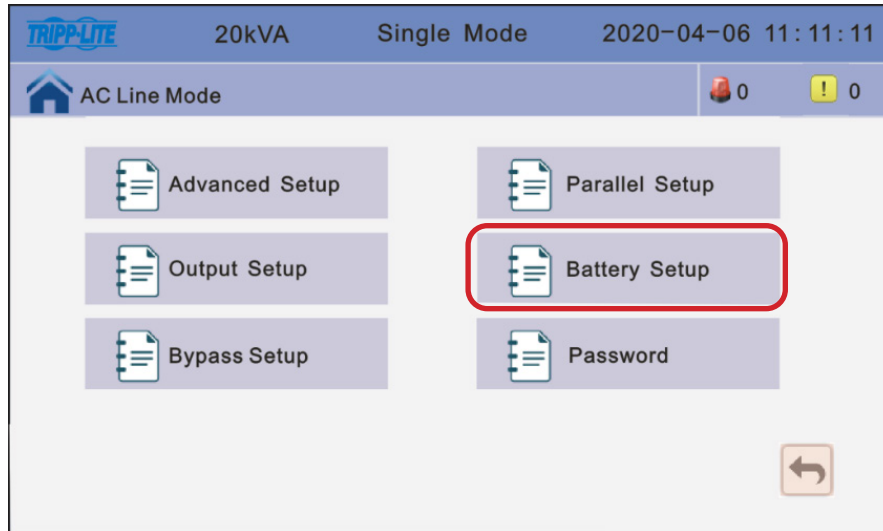 TRIPP-LITE 20kVA Single Mode 2020-04-06 11:11:11
AC Line Mode 0 ! 0
Advanced Setup Parallel Setup
Output Setup Battery Setup
Bypass Setup Password